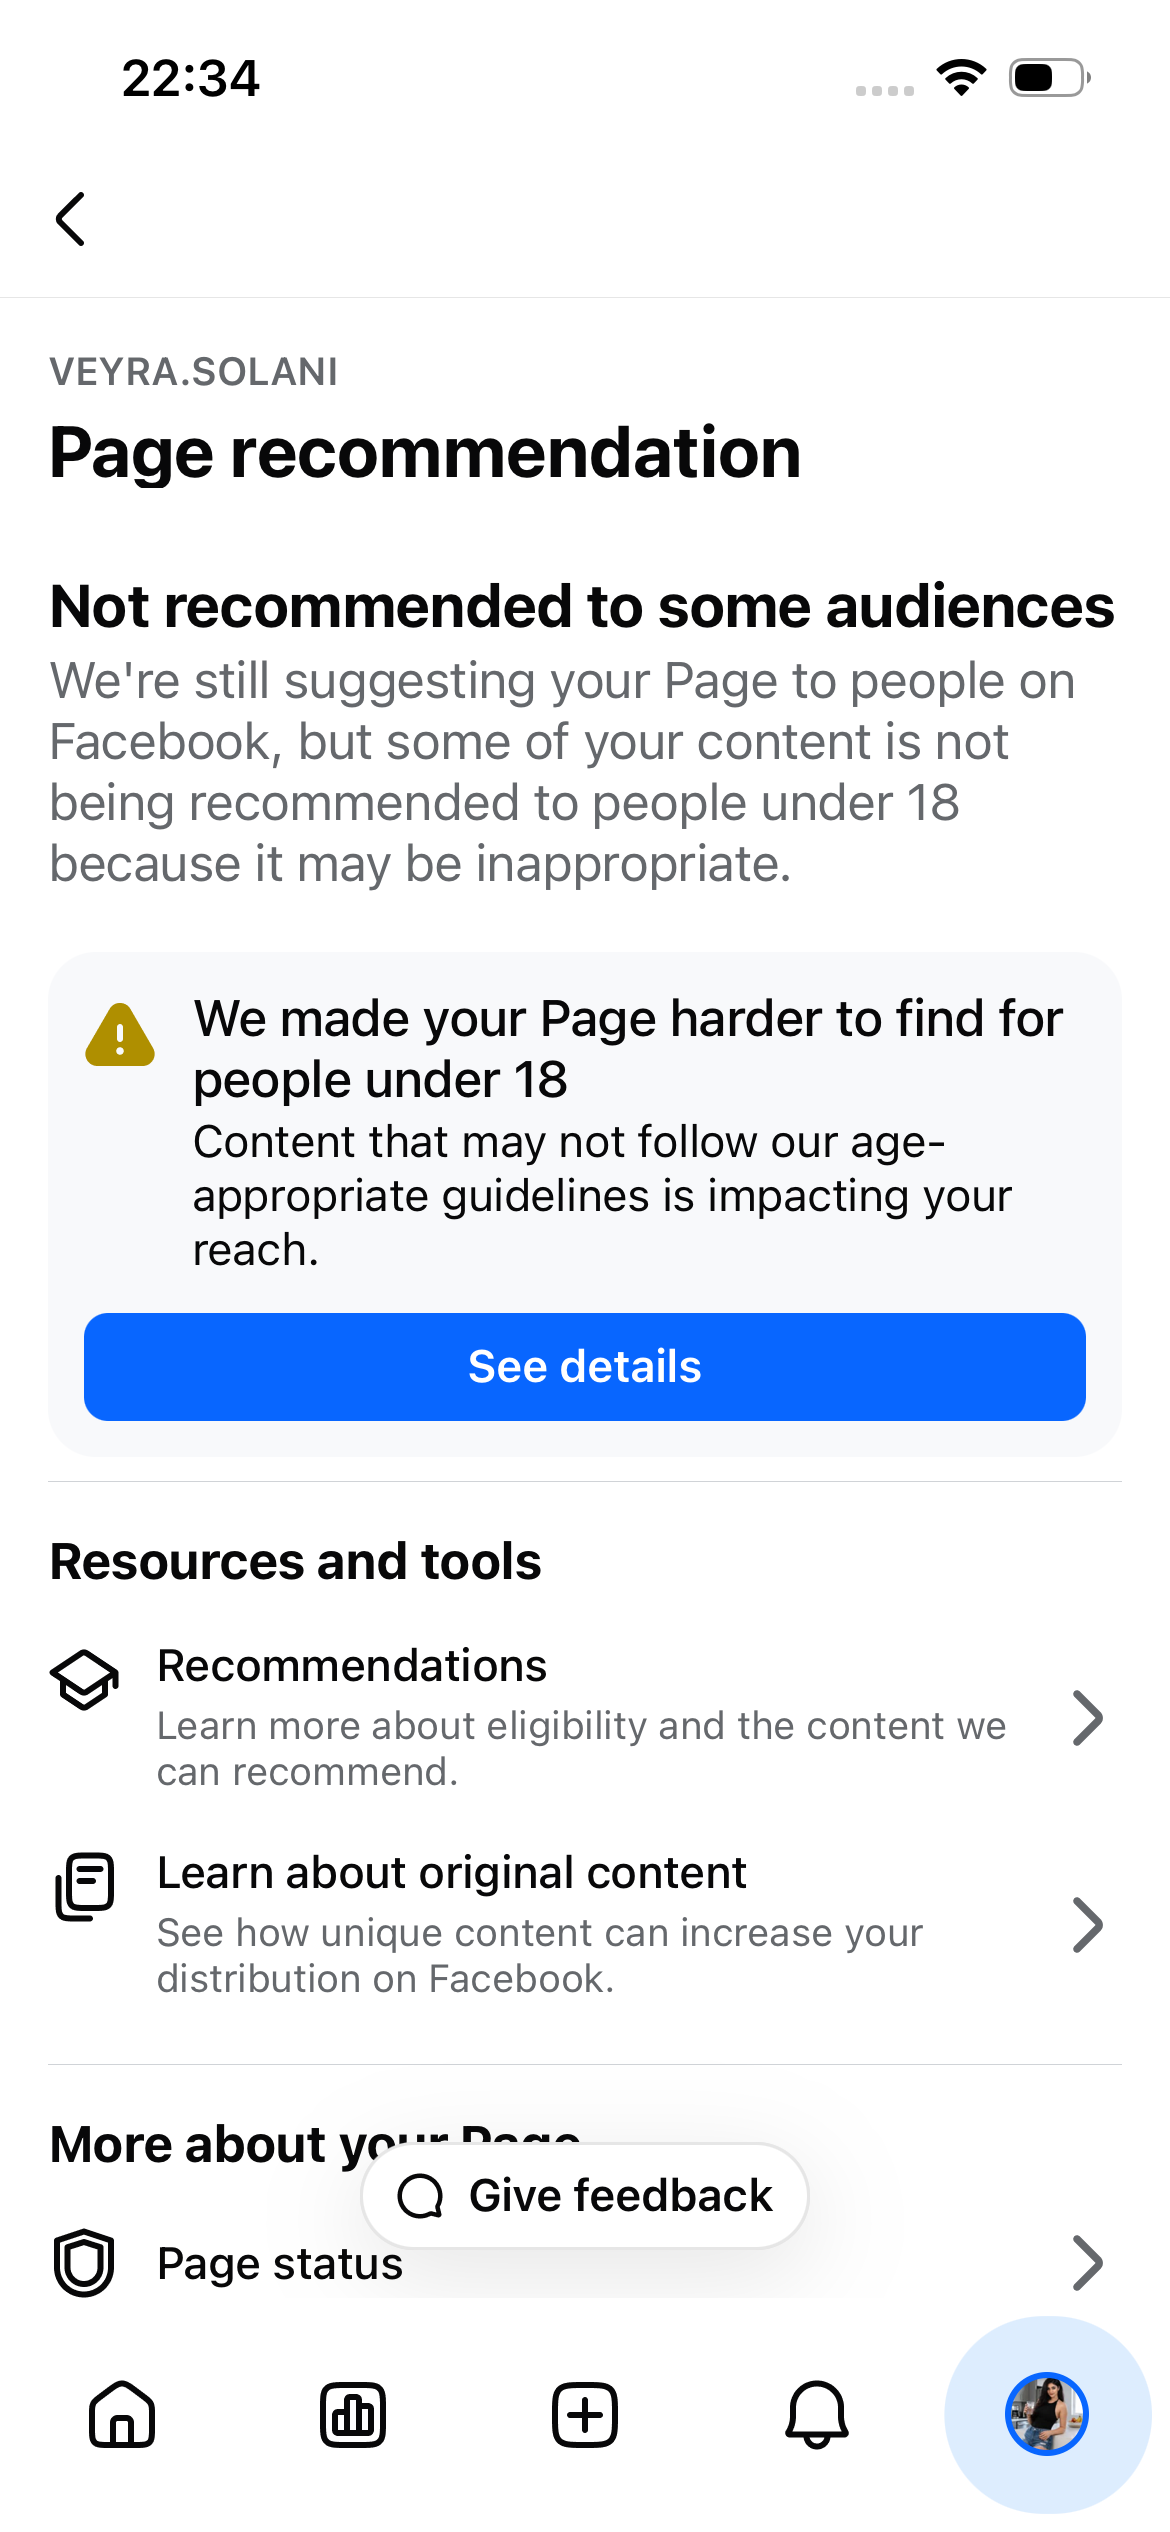 22:34
VEYRA.SOLANI
Page recommendation
Not recommended to some audiences
We're still suggesting your Page to people on
Facebook, but some of your content is not
being recommended to people under 18
because it may be inappropriate.
We made your Page harder to find for
people under 18
Content that may not follow our age-
appropriate guidelines is impacting your
reach.
See details
Resources and tools
Recommendations
Learn more about eligibility and the content we
can recommend.
Learn about original content
See how unique content can increase your
distribution on Facebook.
More about your Page
Give feedback
Page status